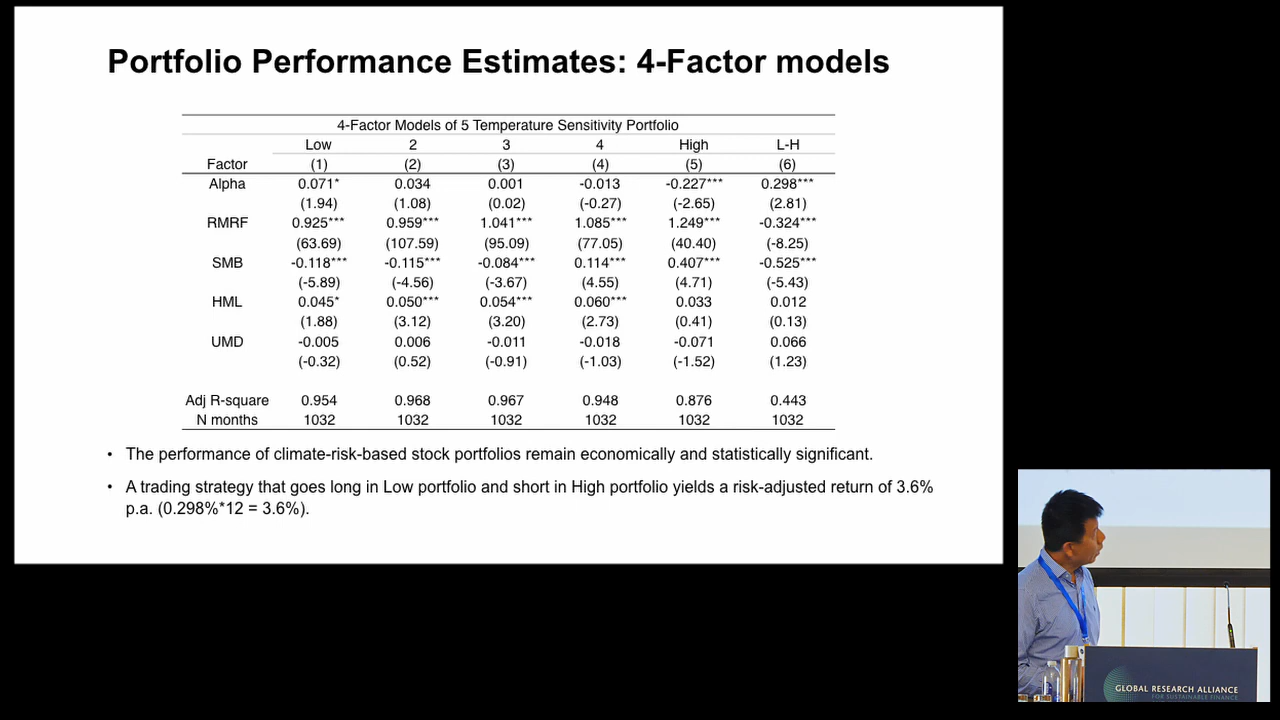 Portfolio Performance Estimates: 4-Factor models
4-Factor Models of 5 Temperature Sensitivity Portfolio
Low 2 3 4 High L-H
Factor (1) (2) (3) (4) (5) (6)
Alpha 0.071* 0.034 0.001 -0.013 -0.227*** 0.298***
(1.94) (1.08) (0.02) (-0.27) (-2.65) (2.81)
RMRF 0.925*** 0.959*** 1.041*** 1.085*** 1.249*** -0.324***
(63.69) (107.59) (95.09) (77.05) (40.40) (-8.25)
SMB -0.118*** -0.115*** -0.084*** 0.114*** 0.407*** -0.525***
(-5.89) (-4.56) (-3.67) (4.55) (4.71) (-5.43)
HML 0.045* 0.050*** 0.054*** 0.060*** 0.033 0.012
(1.88) (3.12) (3.20) (2.73) (0.41) (0.13)
UMD -0.005 0.006 -0.011 -0.018 -0.071 0.066
(-0.32) (0.52) (-0.91) (-1.03) (-1.52) (1.23)
Adj R-square 0.954 0.968 0.967 0.948 0.876 0.443
N months 1032 1032 1032 1032 1032 1032
• The performance of climate-risk-based stock portfolios remain economically and statistically significant.
• A trading strategy that goes long in Low portfolio and short in High portfolio yields a risk-adjusted return of 3.6%
p.a. (0.298%*12 = 3.6%).
GLOBAL RESEARCH ALLIANCE
FOR SUSTAINABLE FINANCE